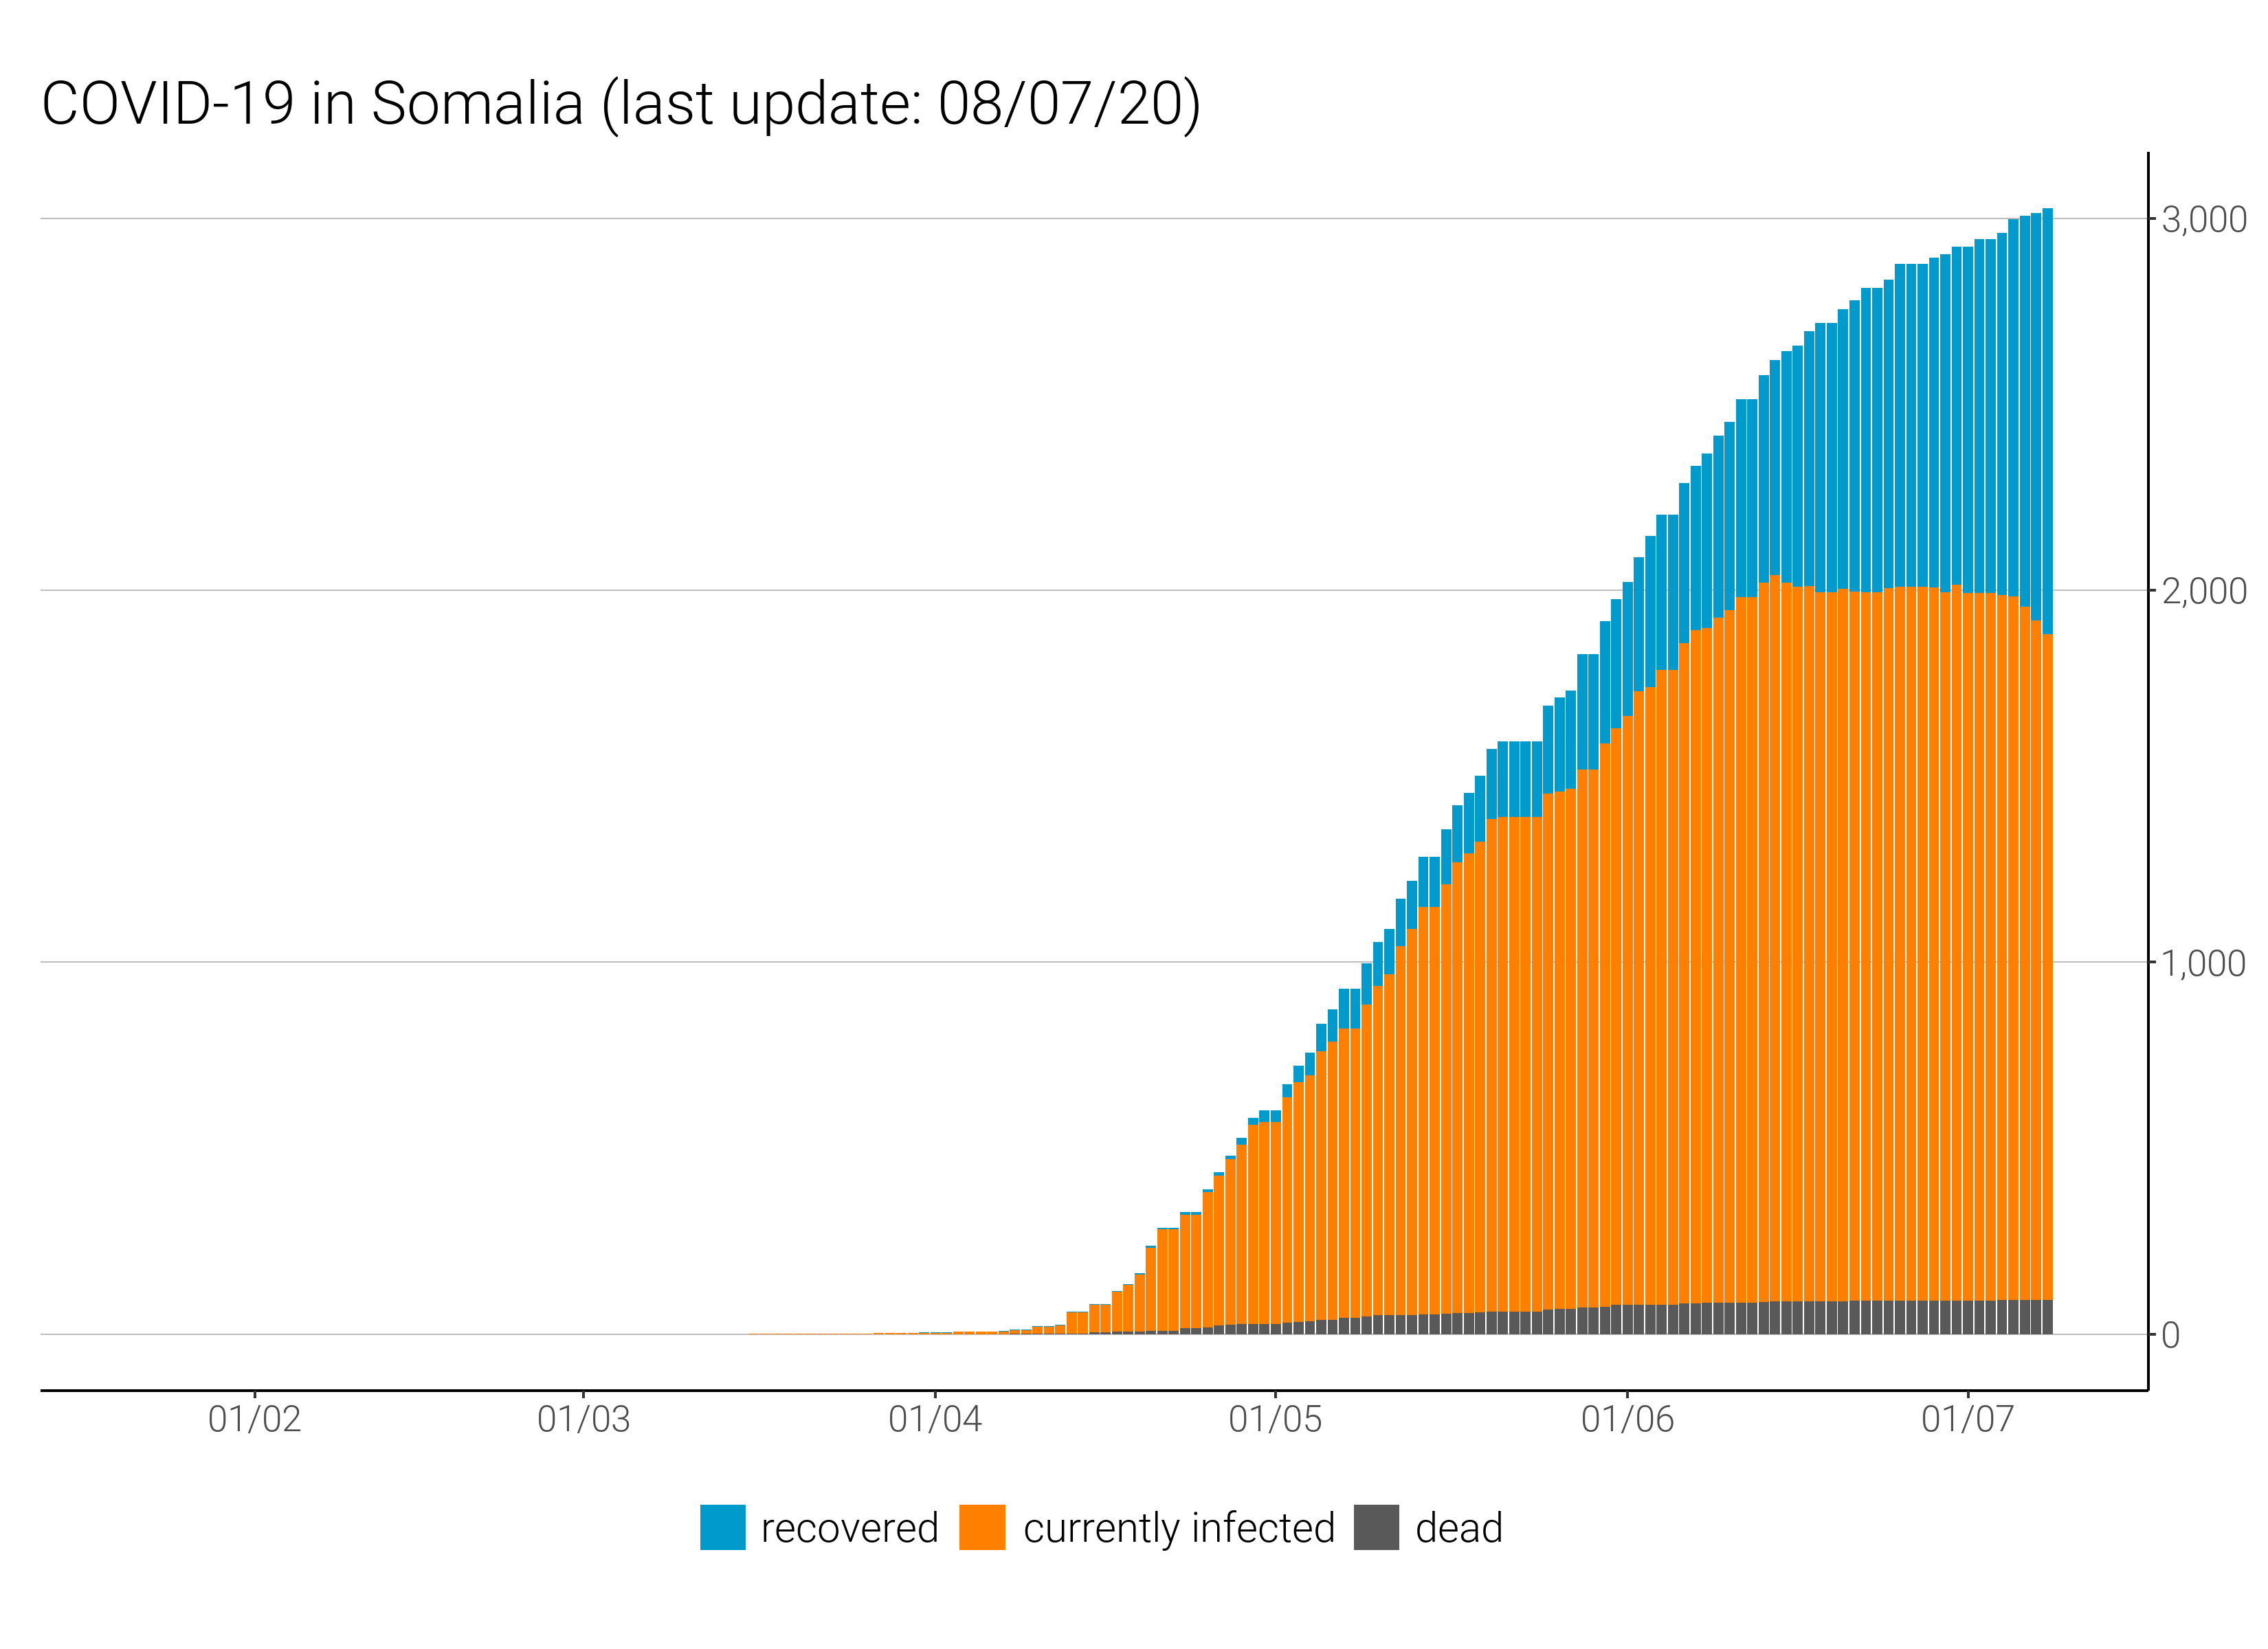 COVID-19 in Somalia (last update: 08/07/20)
3,000
2,000
1,000
0
01/02 01/03 01/04 01/05 01/06 01/07
recovered currently infected dead